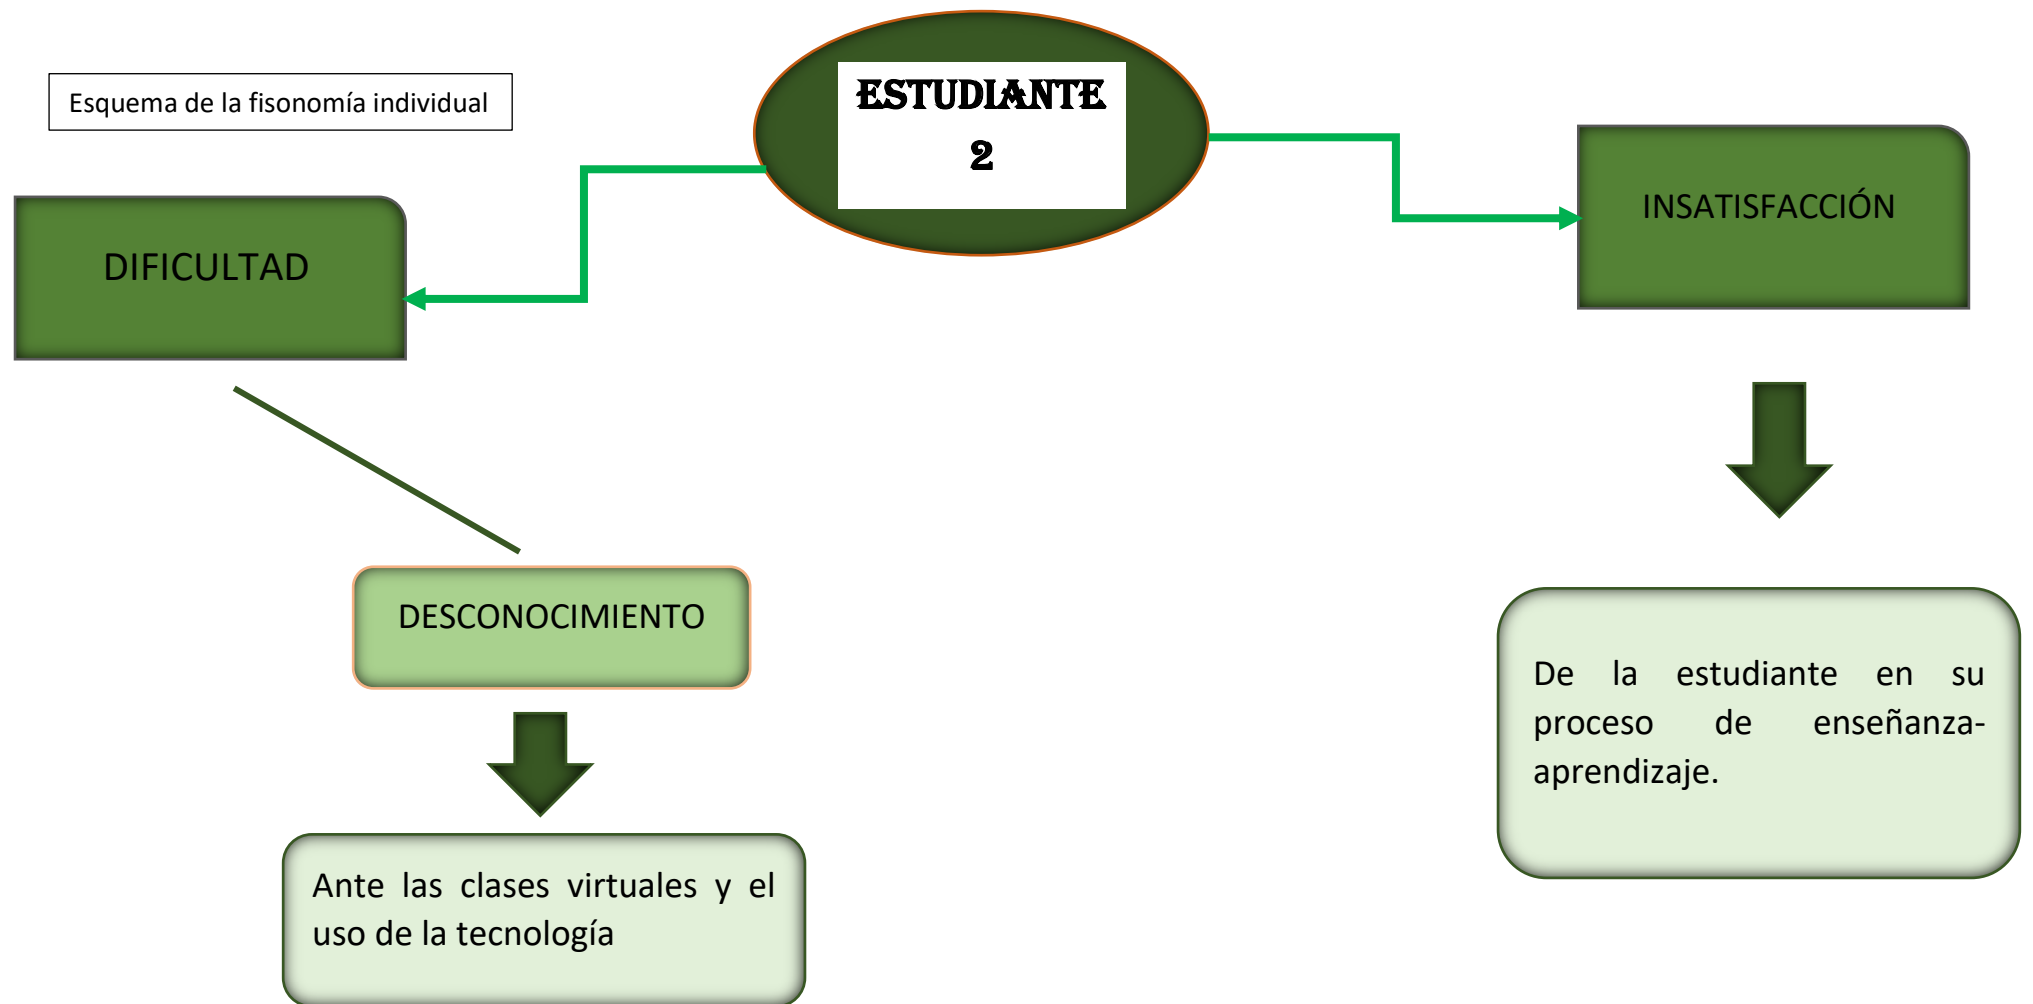 Esquema de la fisonomía individual
ESTUDIANTE
2
DIFICULTAD
INSATISFACCIÓN
DESCONOCIMIENTO
De la estudiante en su
proceso de enseñanza-
aprendizaje.
Ante las clases virtuales y el
uso de la tecnología